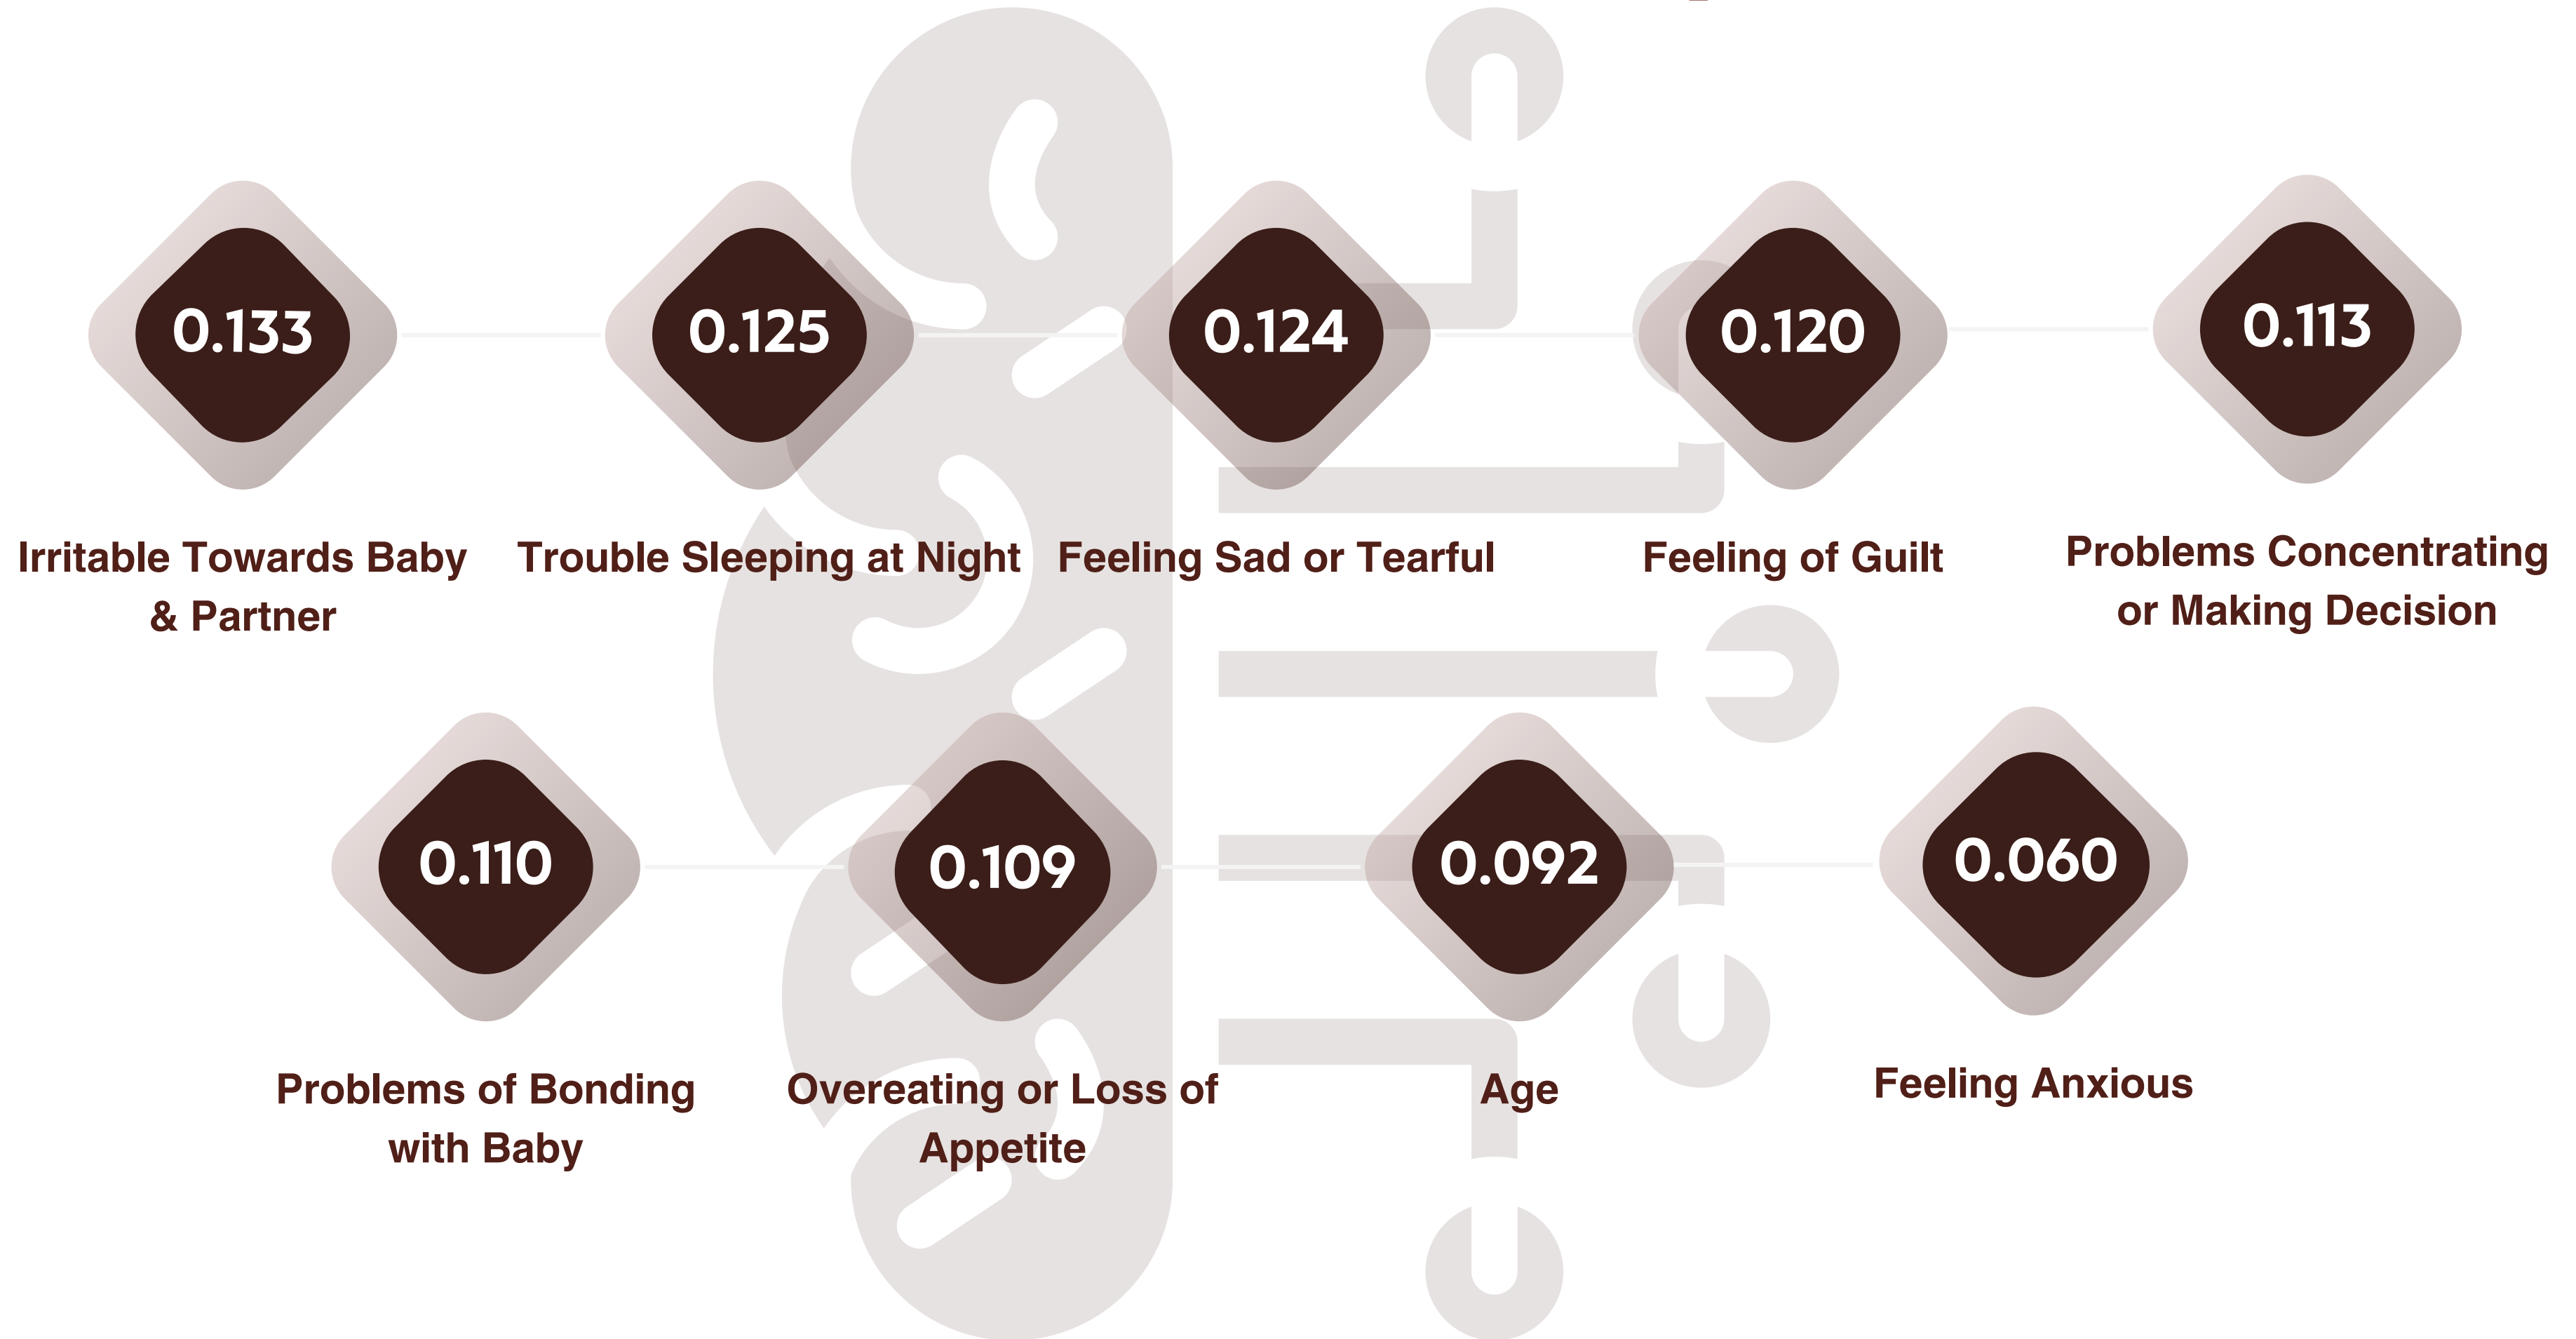 0.133
0.125
0.124
0.120
0.113
Irritable Towards Baby
& Partner
Trouble Sleeping at Night
Feeling Sad or Tearful
Feeling of Guilt
Problems Concentrating
or Making Decision
0.110
0.109
0.092
0.060
Problems of Bonding
with Baby
Overeating or Loss of
Appetite
Age
Feeling Anxious